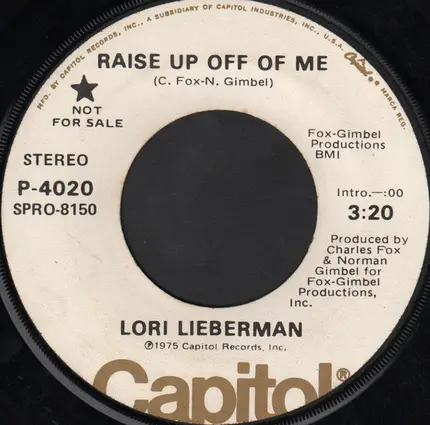 MFD. BY CAPITOL RECORDS, INC., A SUBSIDIARY OF CAPITOL INDUSTRIES, INC., U.S.A.
MARCA REG.
RAISE UP OFF OF ME
(C. Fox-N. Gimbel)
NOT
FOR SALE
Fox-Gimbel
Productions
BMI
STEREO
P-4020
SPRO-8150
Intro.—:00
3:20
Produced by
Charles Fox
& Norman
Gimbel for
Fox-Gimbel
Productions,
Inc.
LORI LIEBERMAN
℗1975 Capitol Records, Inc.
Capitol®